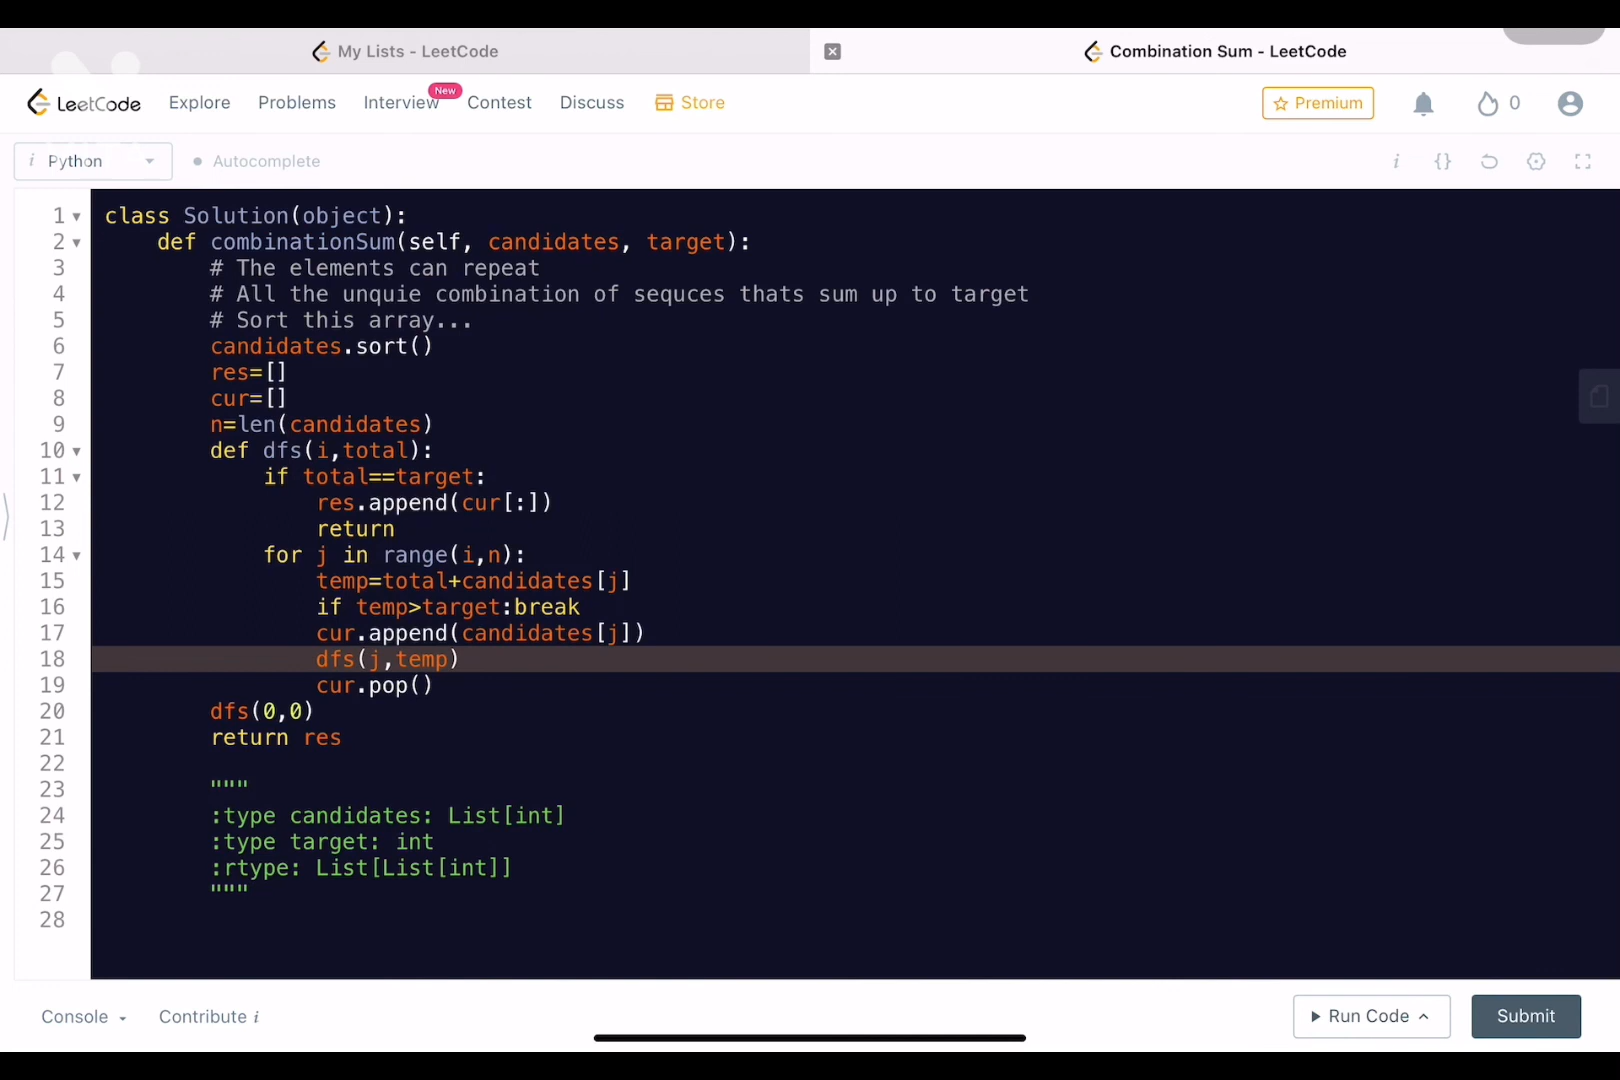 My Lists - LeetCode
Combination Sum - LeetCode
LeetCode Explore Problems Interview New Contest Discuss Store Premium 0
i Python Autocomplete i {}
1 class Solution(object):
2 def combinationSum(self, candidates, target):
3 # The elements can repeat
4 # All the unquie combination of sequces thats sum up to target
5 # Sort this array...
6 candidates.sort()
7 res=[]
8 cur=[]
9 n=len(candidates)
10 def dfs(i,total):
11 if total==target:
12 res.append(cur[:])
13 return
14 for j in range(i,n):
15 temp=total+candidates[j]
16 if temp>target:break
17 cur.append(candidates[j])
18 dfs(j,temp)
19 cur.pop()
20 dfs(0,0)
21 return res
22
23 """
24 :type candidates: List[int]
25 :type target: int
26 :rtype: List[List[int]]
27 """
28
Console Contribute i Run Code Submit